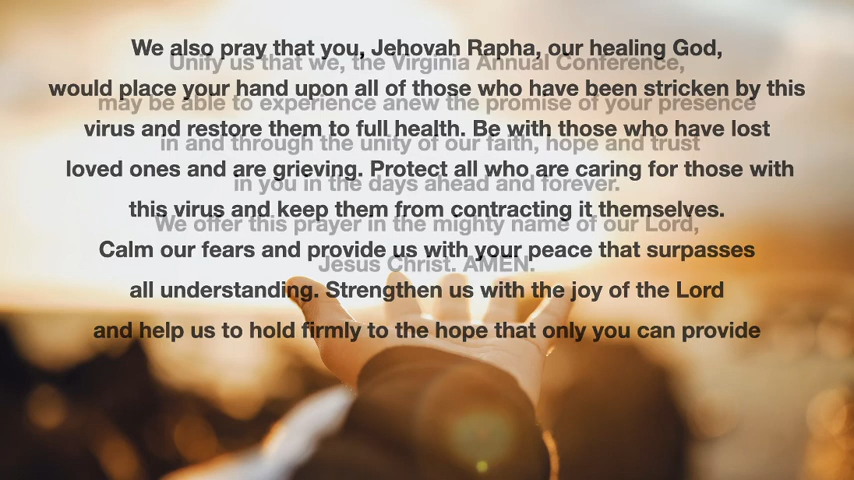 We also pray that you, Jehovah Rapha, our healing God,
Unify us that we, the Virginia Annual Conference,
would place your hand upon all of those who have been stricken by this
may be able to experience anew the promise of your presence
virus and restore them to full health. Be with those who have lost
in and through the unity of our faith, hope and trust
loved ones and are grieving. Protect all who are caring for those with
in you in the days ahead and forever.
this virus and keep them from contracting it themselves.
We offer this prayer in the mighty name of our Lord,
Calm our fears and provide us with your peace that surpasses
Jesus Christ. AMEN.
all understanding. Strengthen us with the joy of the Lord
and help us to hold firmly to the hope that only you can provide